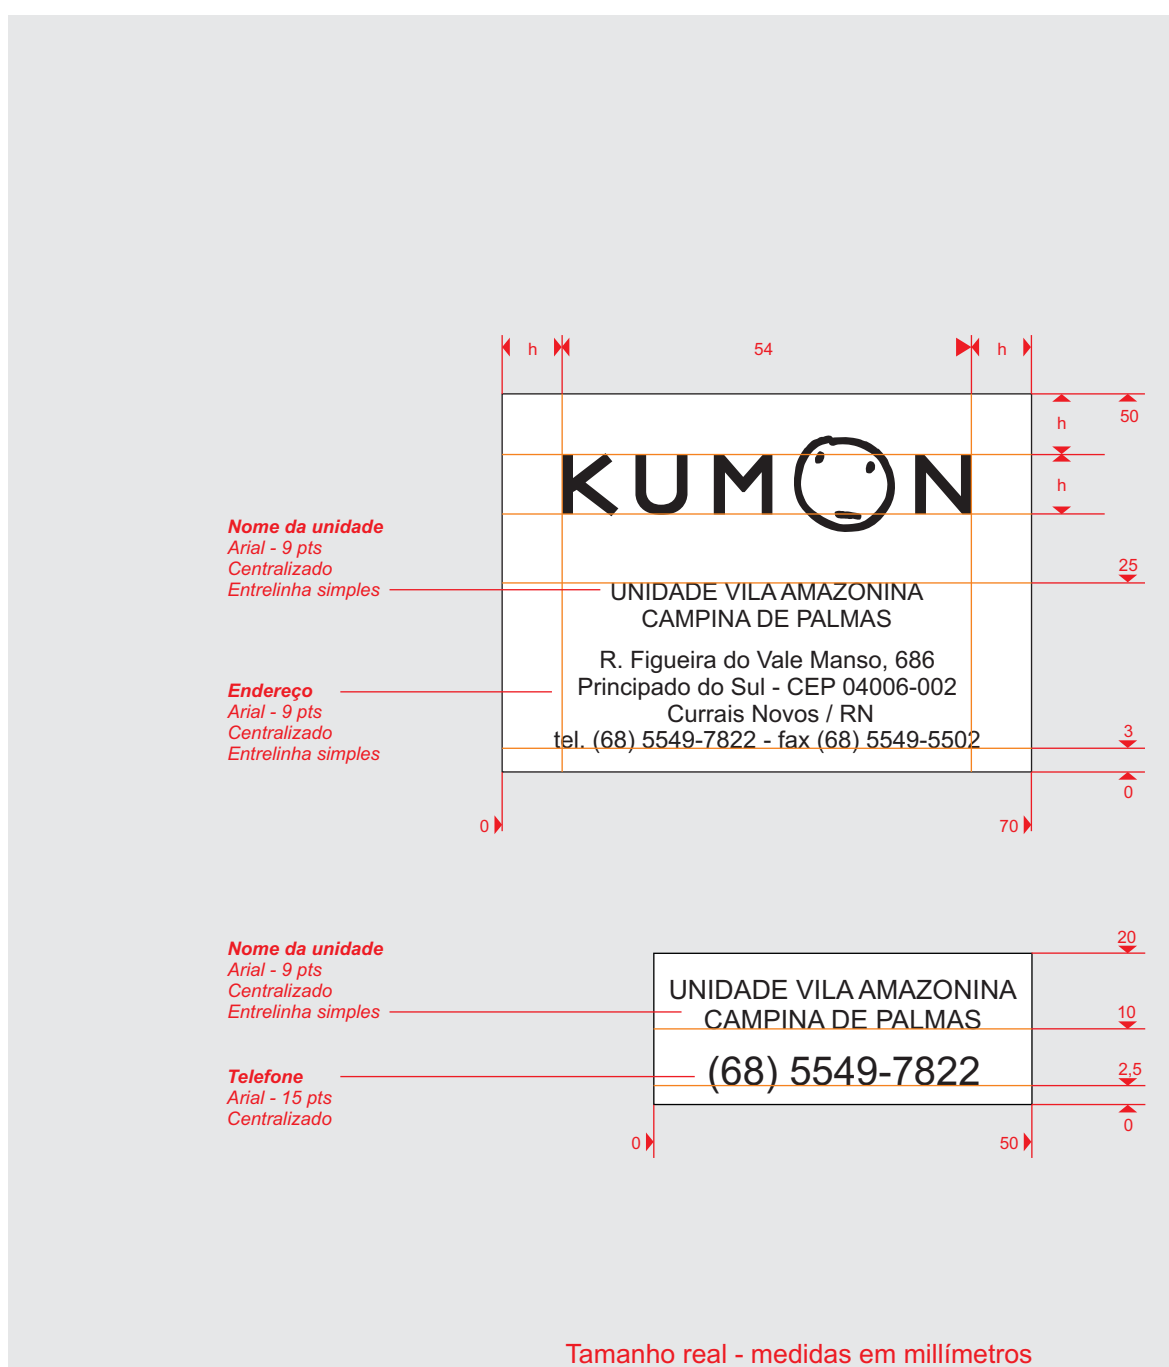 h 54 h
50
h
KUMON
h
Nome da unidade
Arial - 9 pts
Centralizado
Entrelinha simples
25
UNIDADE VILA AMAZONINA
CAMPINA DE PALMAS
R. Figueira do Vale Manso, 686
Principado do Sul - CEP 04006-002
Currais Novos / RN
tel. (68) 5549-7822 - fax (68) 5549-5502
Endereço
Arial - 9 pts
Centralizado
Entrelinha simples
3
0
0 70
Nome da unidade
Arial - 9 pts
Centralizado
Entrelinha simples
20
UNIDADE VILA AMAZONINA
CAMPINA DE PALMAS
10
Telefone
Arial - 15 pts
Centralizado
(68) 5549-7822
2,5
0
0 50
Tamanho real - medidas em millímetros